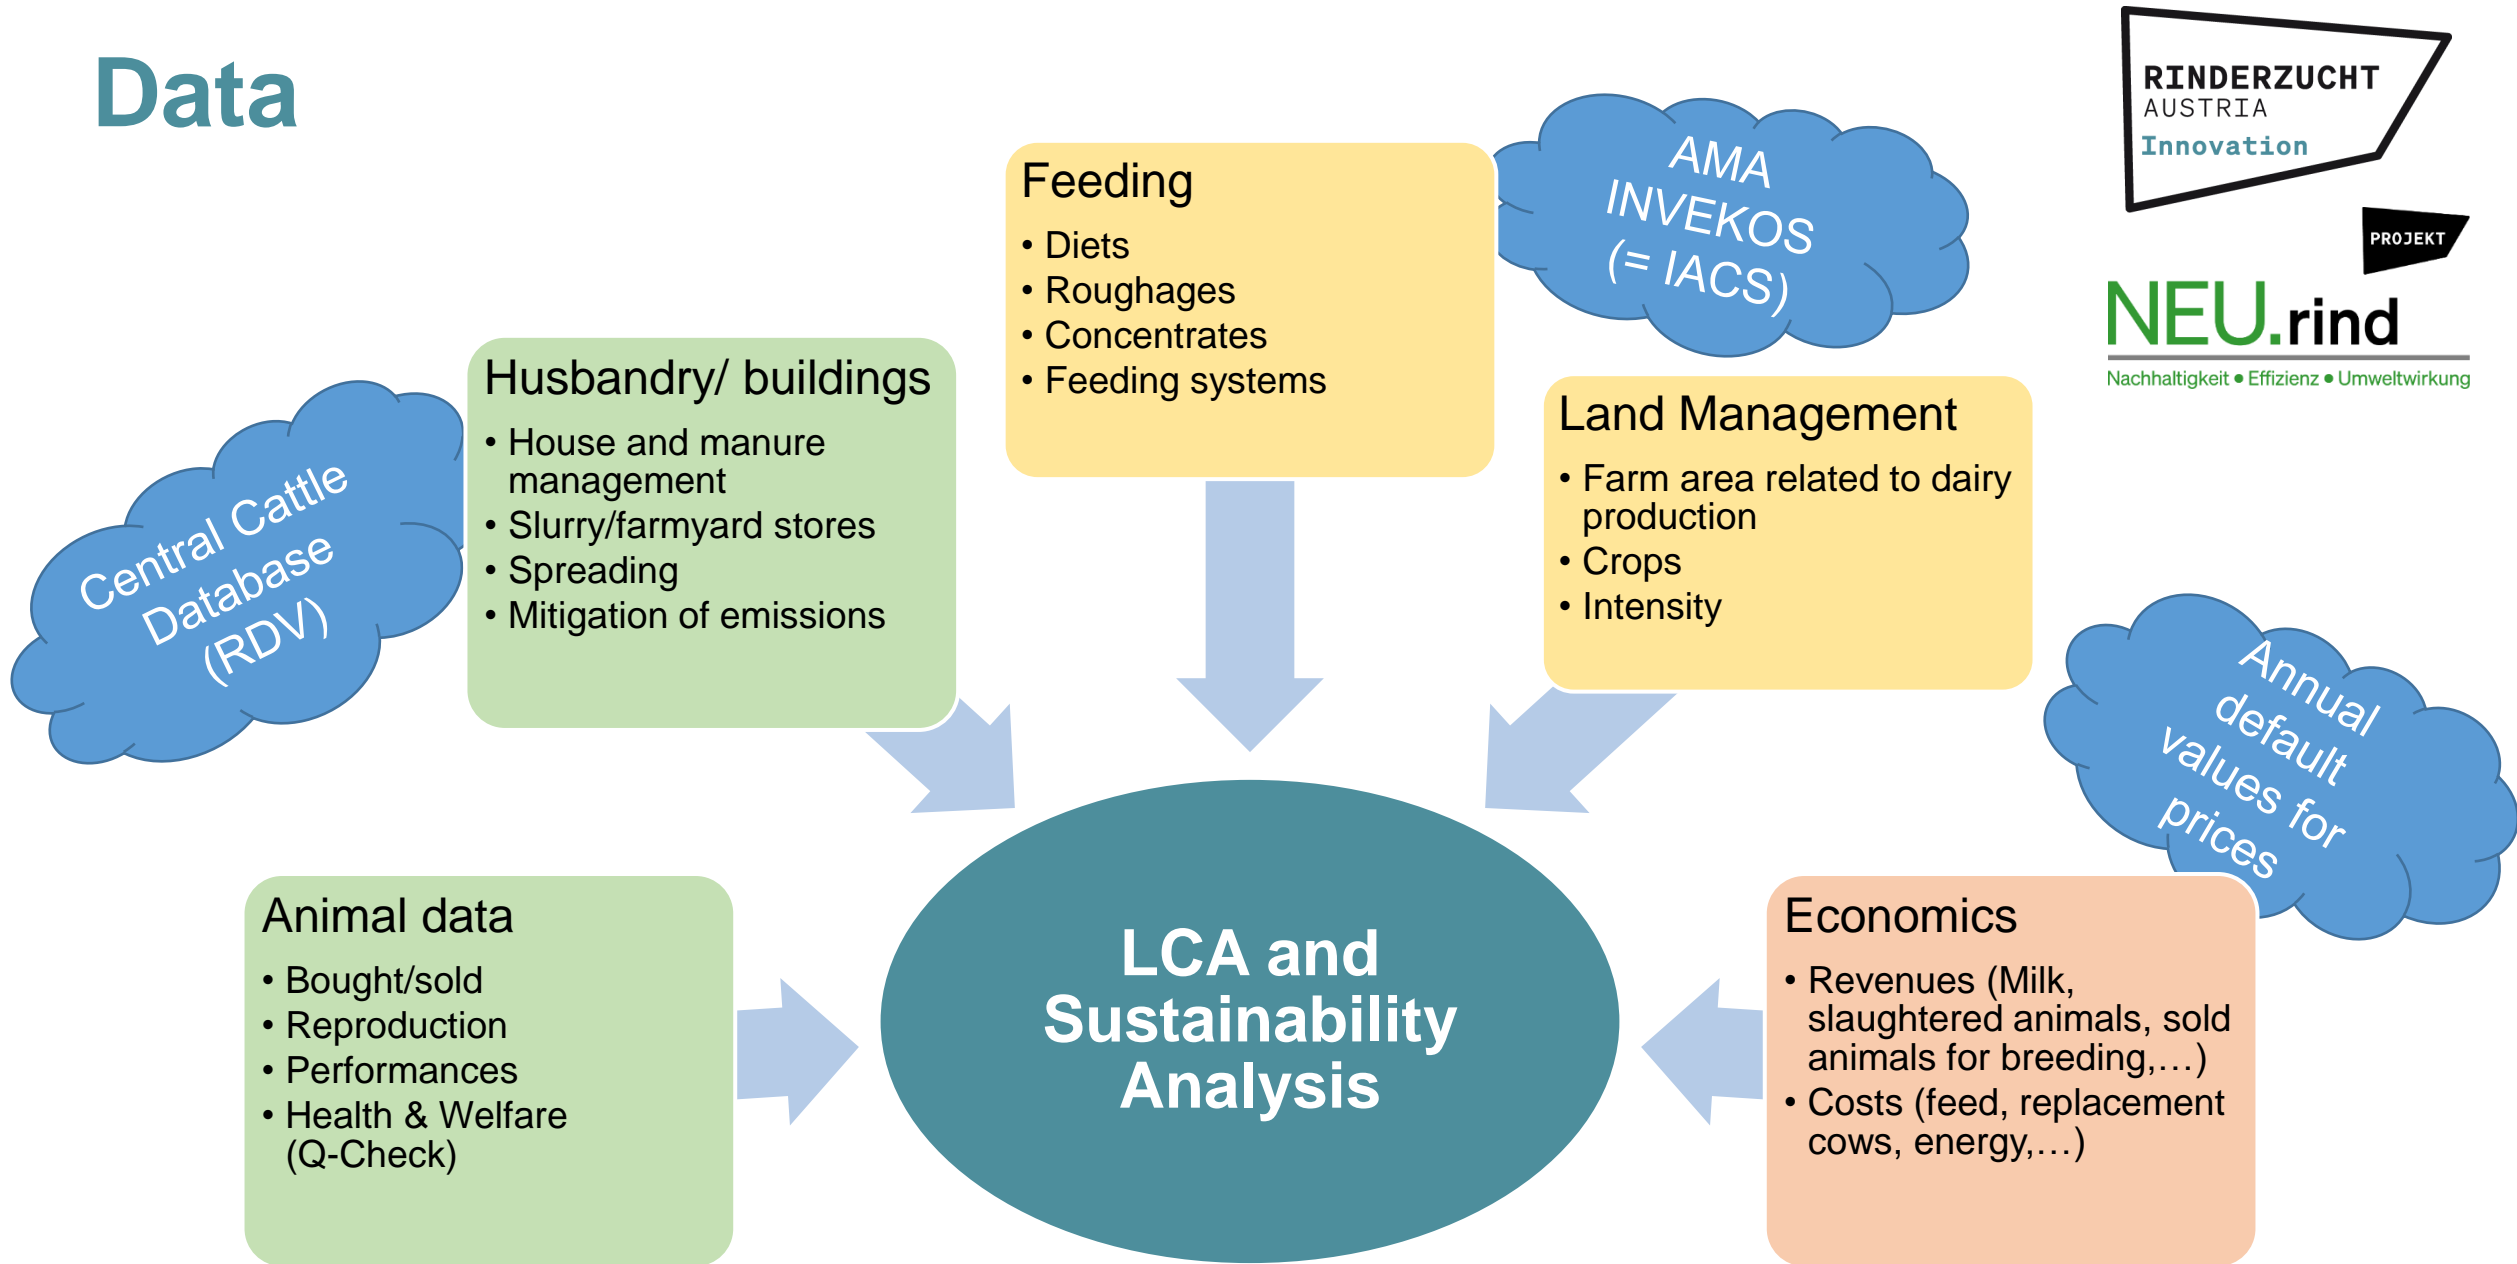 Data
RINDERZUCHT
AUSTRIA
Innovation
PROJEKT
NEU.rind
Nachhaltigkeit ● Effizienz ● Umweltwirkung
Feeding
• Diets
• Roughages
• Concentrates
• Feeding systems
AMA
INVEKOS
(= IACS)
Husbandry/ buildings
• House and manure
management
• Slurry/farmyard stores
• Spreading
• Mitigation of emissions
Central Cattle
Database
(RDV)
Land Management
• Farm area related to dairy
production
• Crops
• Intensity
Annual
default
values for
prices
Animal data
• Bought/sold
• Reproduction
• Performances
• Health & Welfare
(Q-Check)
LCA and
Sustainability
Analysis
Economics
• Revenues (Milk,
slaughtered animals, sold
animals for breeding,…)
• Costs (feed, replacement
cows, energy,…)